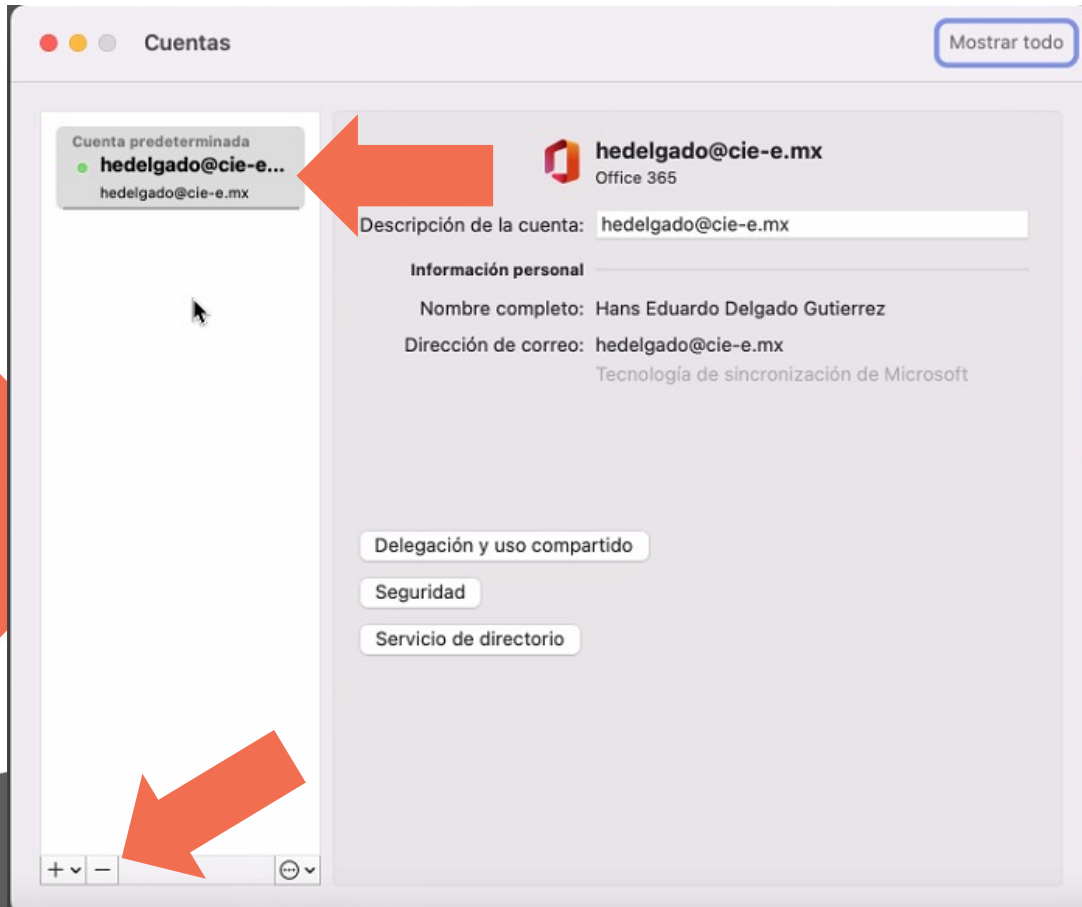 Cuentas
Mostrar todo
Cuenta predeterminada
hedelgado@cie-e...
hedelgado@cie-e.mx
hedelgado@cie-e.mx
Office 365
Descripción de la cuenta: hedelgado@cie-e.mx
Información personal
Nombre completo: Hans Eduardo Delgado Gutierrez
Dirección de correo: hedelgado@cie-e.mx
Tecnología de sincronización de Microsoft
Delegación y uso compartido
Seguridad
Servicio de directorio